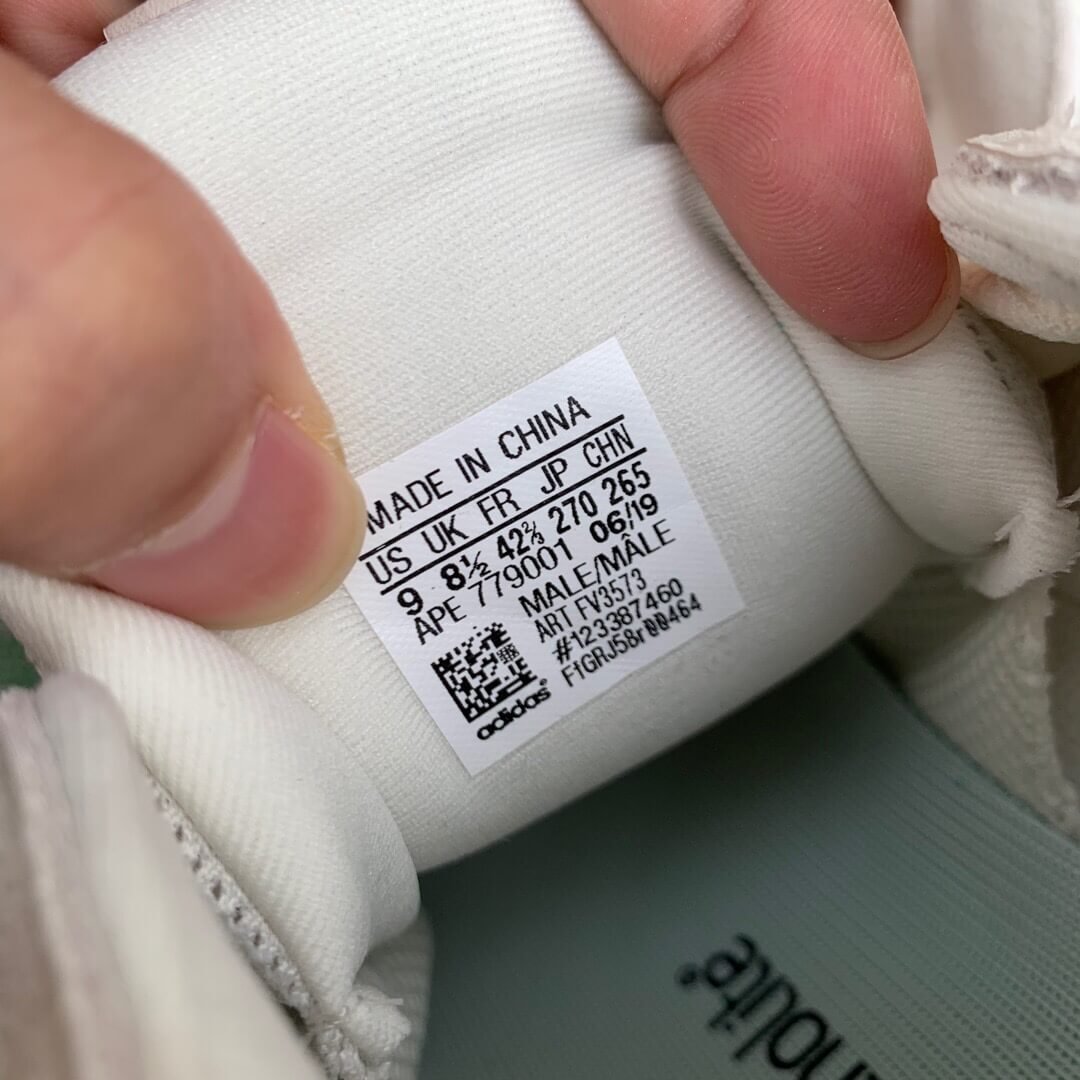 MADE IN CHINA
US UK FR JP CHN
9 8½ 42⅔ 270 265
APE 779001 06/19
MALE/MÂLE
ART FV3573
#123387460
adidas®